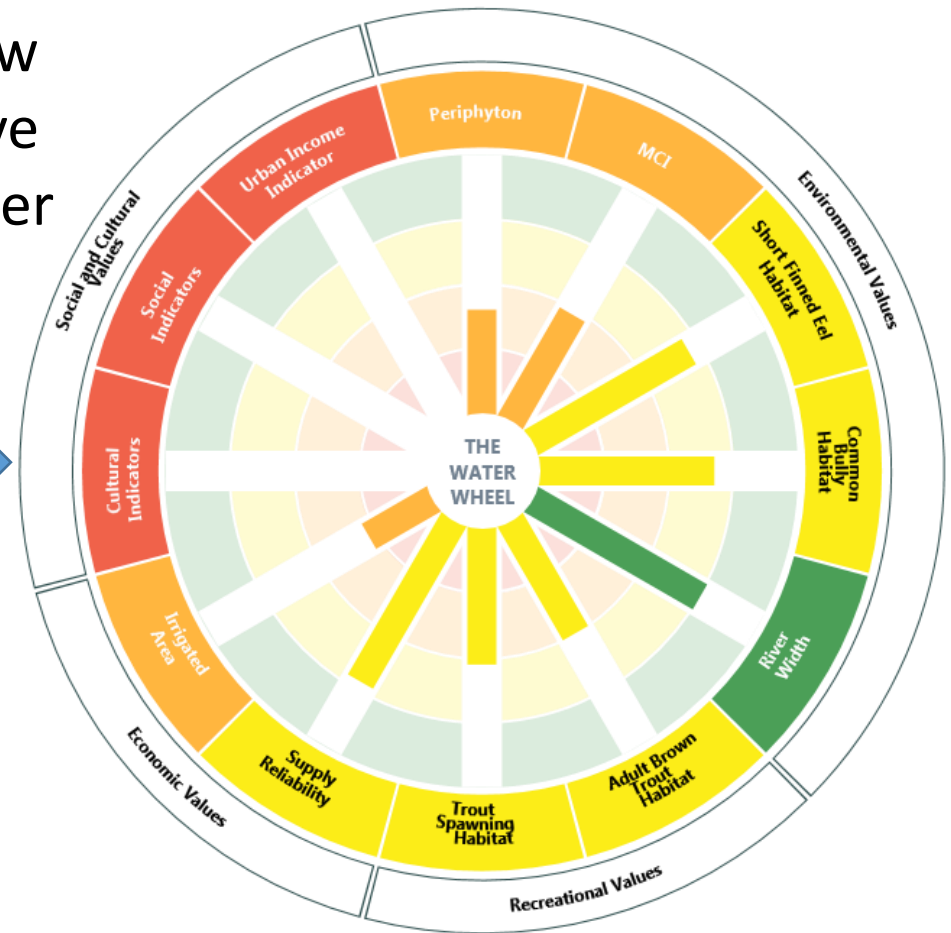 w
ve
er
Periphyton
MCI
Short Finned Eel
Habitat
Common
Bully
Habitat
River
Width
Adult Brown
Trout
Habitat
Trout
Spawning
Habitat
Supply
Reliability
Irrigated
Area
Cultural
Indicators
Social
Indicators
Urban Income
Indicator
Environmental Values
Recreational Values
Economic Values
Social and Cultural
Values
THE
WATER
WHEEL